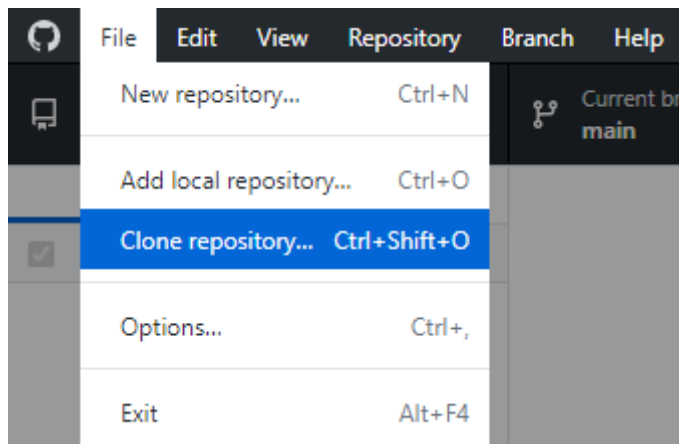 File Edit View Repository Branch Help
New repository... Ctrl+N
Current br
main
Add local repository... Ctrl+O
Clone repository... Ctrl+Shift+O
Options... Ctrl+,
Exit Alt+F4